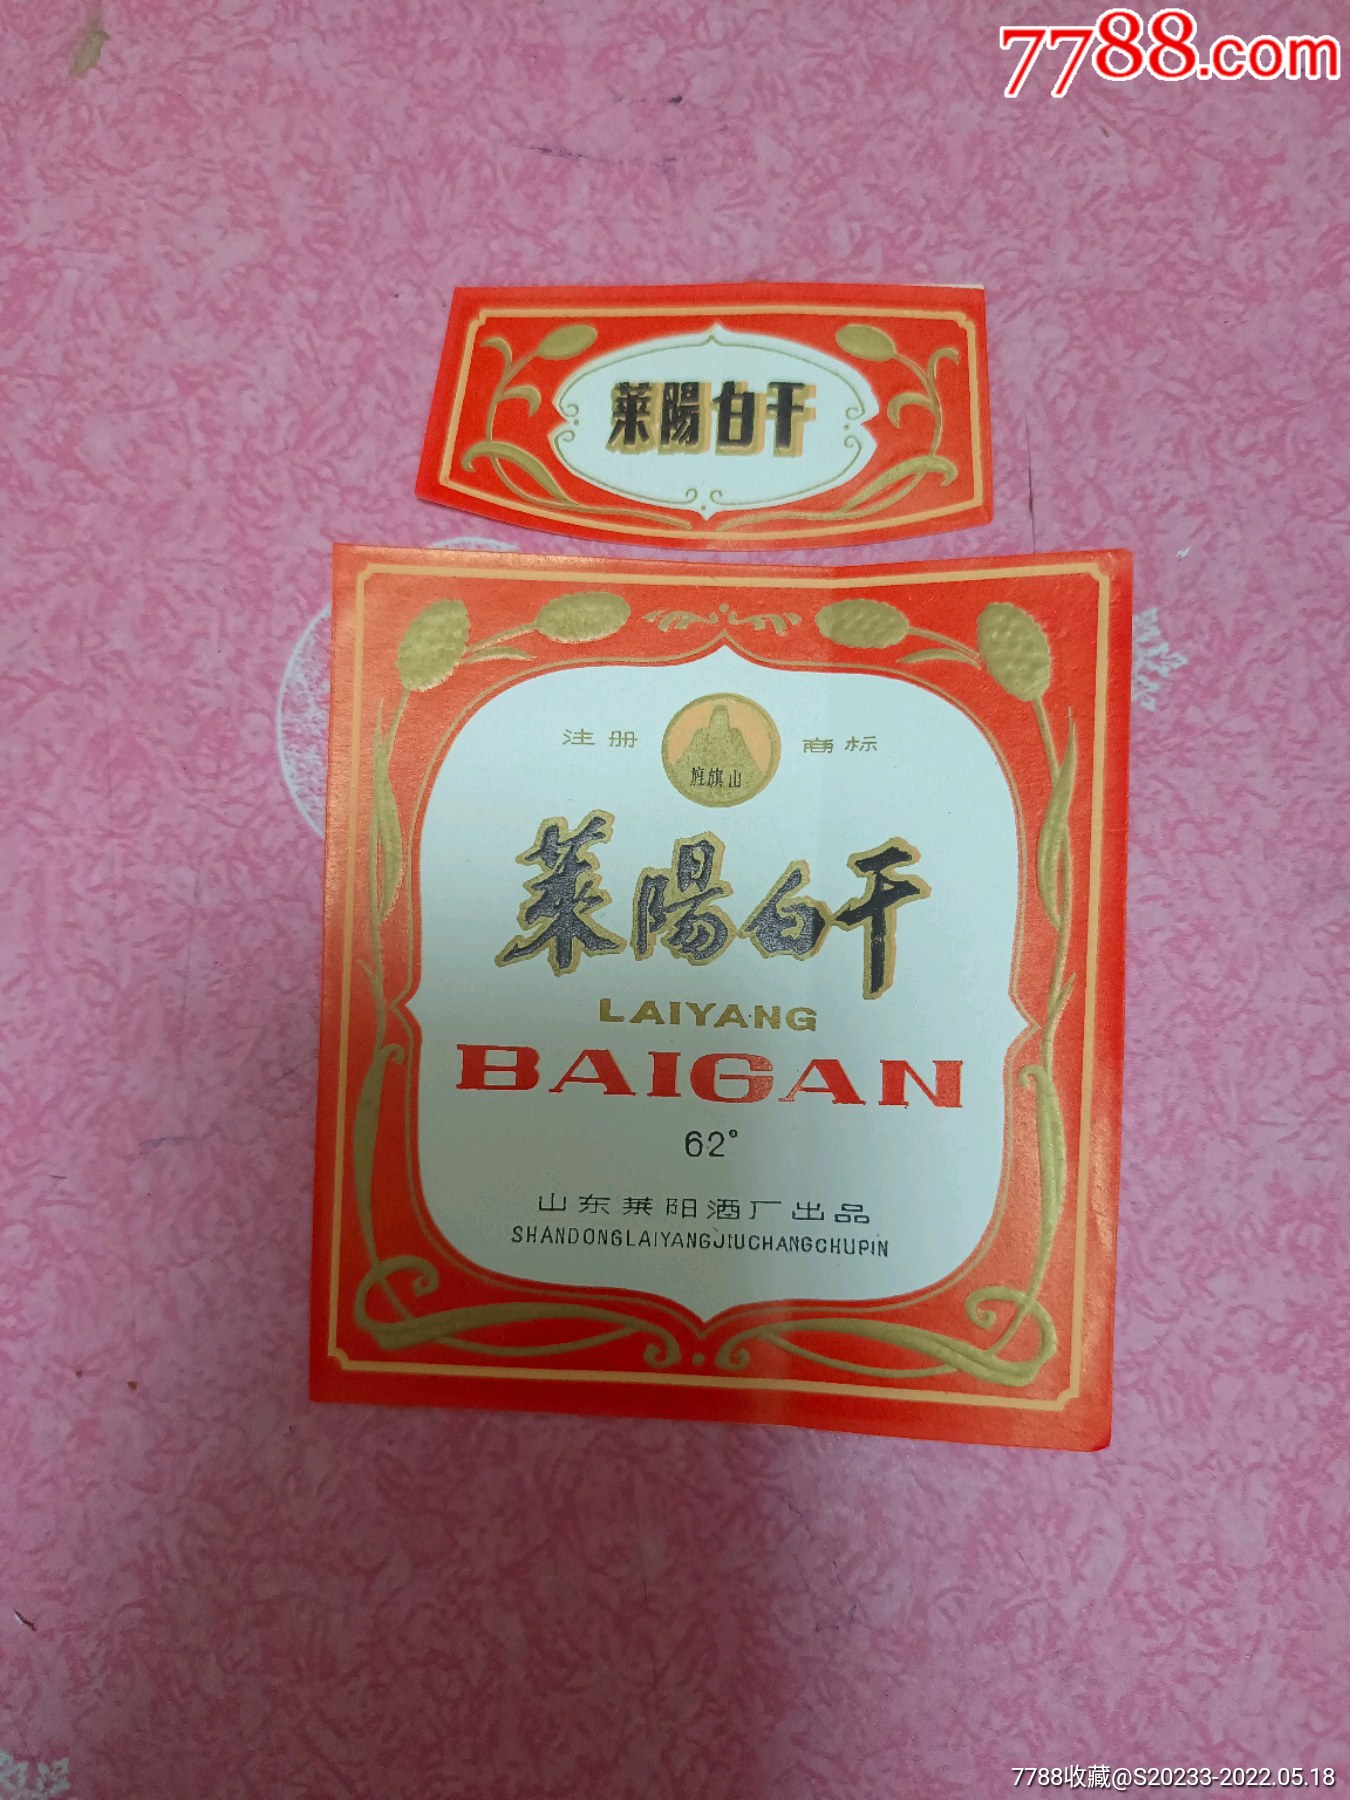 7788.com
萊陽白干
注册 商标
旌旗山
萊陽白干
LAIYANG
BAIGAN
62°
山东莱阳酒厂出品
SHANDONGLAIYANGJIUCHANGCHUPIN
7788收藏@S20233-2022.05.18